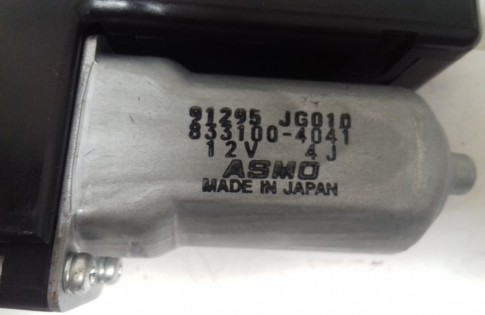 91295 JG010
833100-4041
12V 4J
ASMO
MADE IN JAPAN